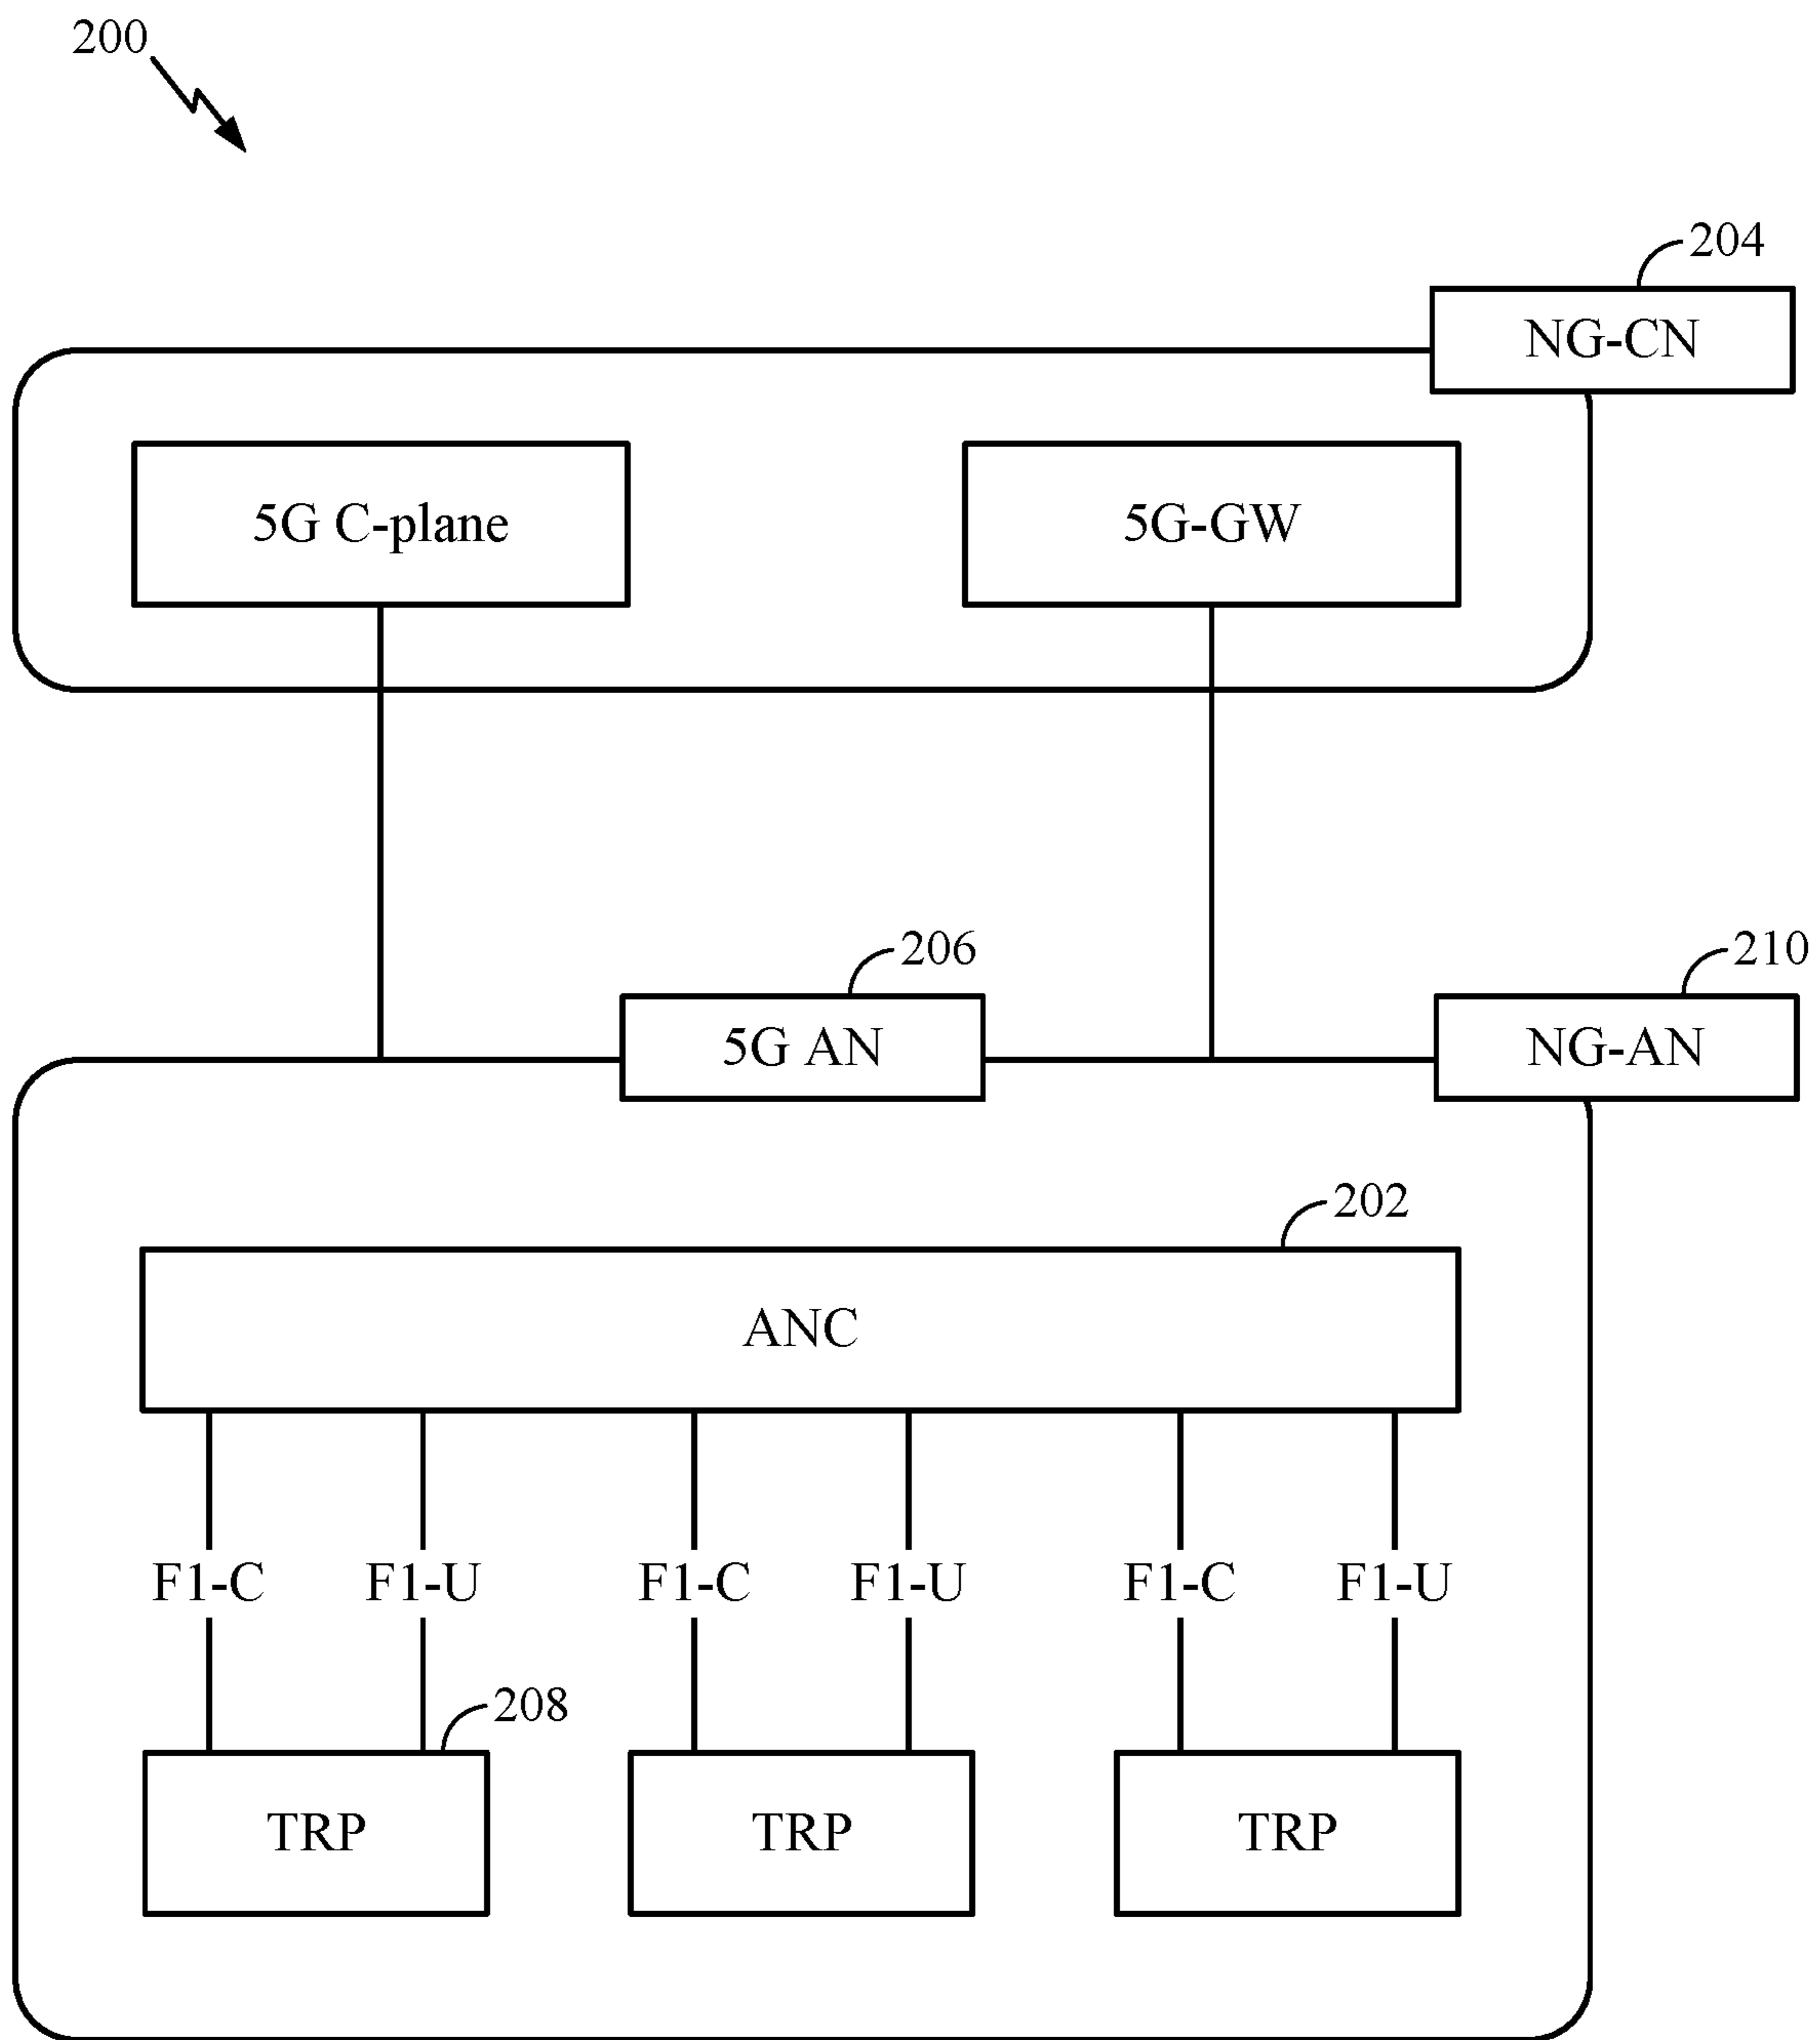 200
204
NG-CN
5G C-plane
5G-GW
206
210
5G AN
NG-AN
202
ANC
F1-C F1-U F1-C F1-U F1-C F1-U
208
TRP TRP TRP